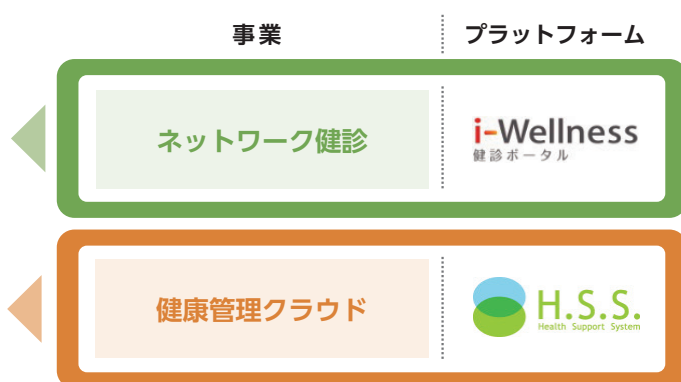 事業
プラットフォーム
ネットワーク健診
i-Wellness
健診ポータル
健康管理クラウド
H.S.S.
Health Support System